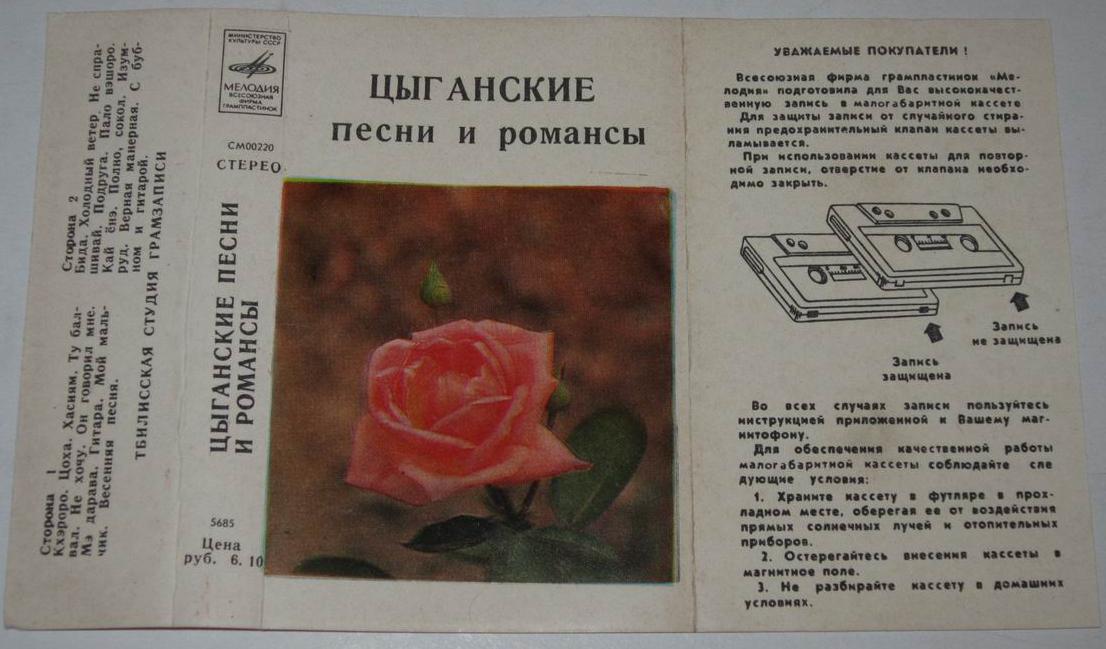 Сторона 1
Кхэроро. Цоха. Хасиям. Ту бал-
вал. Не хочу. Он говорил мне.
Мэ дарава. Гитара. Мой маль-
чик. Весенняя песня.
Сторона 2
Бида. Холодный ветер. Не спра-
шивай. Подруга. Пало вэшоро.
Кай ёнэ. Полно, сокол. Изум-
руд. Верная манерная. С буб-
ном и гитарой.
ТБИЛИССКАЯ СТУДИЯ ГРАМЗАПИСИ
МИНИСТЕРСТВО
КУЛЬТУРЫ СССР
МЕЛОДИЯ
ВСЕСОЮЗНАЯ
ФИРМА
ГРАМПЛАСТИНОК
СМ00220
СТЕРЕО
ЦЫГАНСКИЕ ПЕСНИ
И РОМАНСЫ
5685
Цена
руб. 6. 10
ЦЫГАНСКИЕ
песни и романсы
УВАЖАЕМЫЕ ПОКУПАТЕЛИ !
Всесоюзная фирма грампластинок «Ме-
лодия» подготовила для Вас высококачест-
венную запись в малогабаритной кассете
Для защиты записи от случайного стира-
ния предохранительный клапан кассеты вы-
ламывается.
При использовании кассеты для повтор-
ной записи, отверстие от клапана необхо-
димо закрыть.
Запись
не защищена
Запись
защищена
Во всех случаях записи пользуйтесь
инструкцией приложенной к Вашему маг-
нитофону.
Для обеспечения качественной работы
малогабаритной кассеты соблюдайте сле
дующие условия:
1. Храните кассету в футляре в прох-
ладном месте, оберегая ее от воздействия
прямых солнечных лучей и отопительных
приборов.
2. Остерегайтесь внесения кассеты в
магнитное поле.
3. Не разбирайте кассету в домашних
условиях.